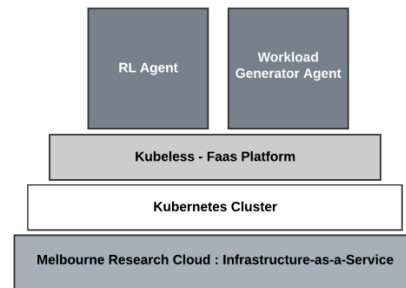 RL Agent
Workload
Generator Agent
Kubeless - Faas Platform
Kubernetes Cluster
Melbourne Research Cloud : Infrastructure-as-a-Service